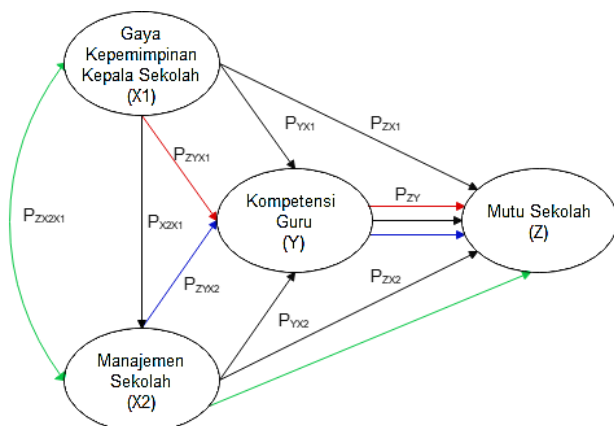 Gaya
Kepemimpinan
Kepala Sekolah
(X1)
PYX1
PZX1
PZYX1
PZX2X1
PX2X1
Kompetensi
Guru
(Y)
PZY
Mutu Sekolah
(Z)
PZYX2
PZX2
PYX2
Manajemen
Sekolah
(X2)